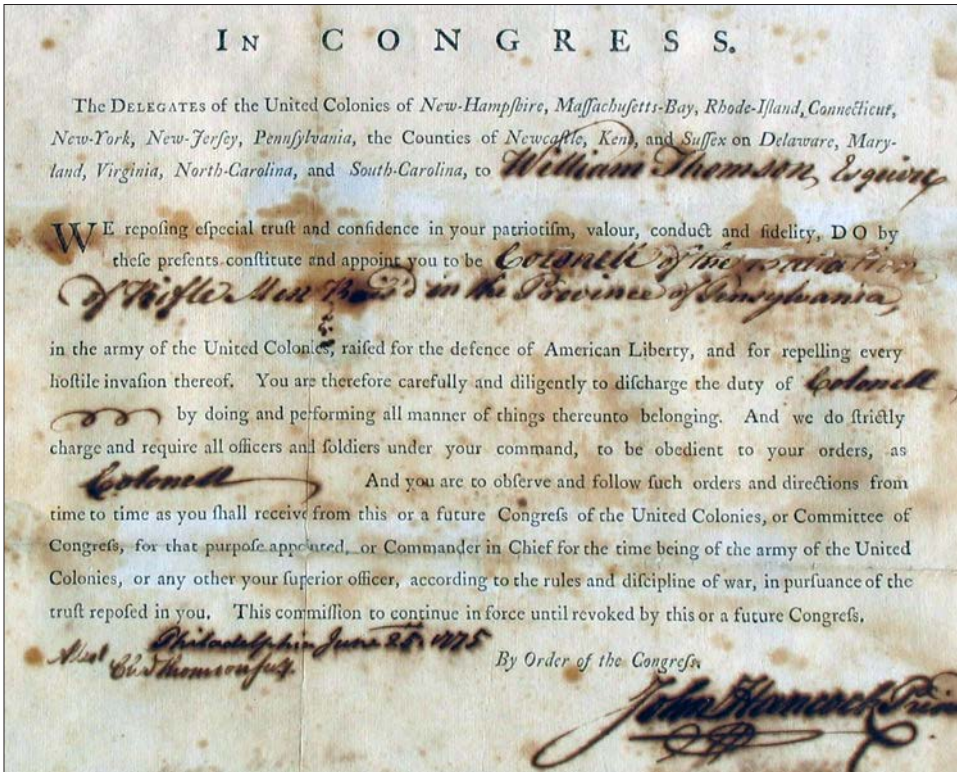 IN CONGRESS.
The DELEGATES of the United Colonies of New-Hampſhire, Maſſachuſetts-Bay, Rhode-Iſland, Connecticut,
New-York, New-Jerſey, Pennſylvania, the Counties of Newcaſtle, Kent, and Suſſex on Delaware, Mary-
land, Virginia, North-Carolina, and South-Carolina, to William Thomson, Esquire
WE repoſing eſpecial truſt and confidence in your patriotiſm, valour, conduct and fidelity, DO by
theſe preſents conſtitute and appoint you to be Colonell of the Battalion
of Rifle Men Rais'd in the Province of Pensylvania,
in the army of the United Colonies, raiſed for the defence of American Liberty, and for repelling every
hoſtile invaſion thereof. You are therefore carefully and diligently to diſcharge the duty of Colonell
by doing and performing all manner of things thereunto belonging. And we do ſtrictly
charge and require all officers and ſoldiers under your command, to be obedient to your orders, as
Colonell And you are to obſerve and follow ſuch orders and directions from
time to time as you ſhall receive from this or a future Congreſs of the United Colonies, or Committee of
Congreſs, for that purpoſe appointed, or Commander in Chief for the time being of the army of the United
Colonies, or any other your ſuperior officer, according to the rules and diſcipline of war, in purſuance of the
truſt repoſed in you. This commiſſion to continue in force until revoked by this or a future Congreſs.
Philadelphia June 25. 1775
By Order of the Congreſs.
Attest Cha Thomson Secy.
John Hancock